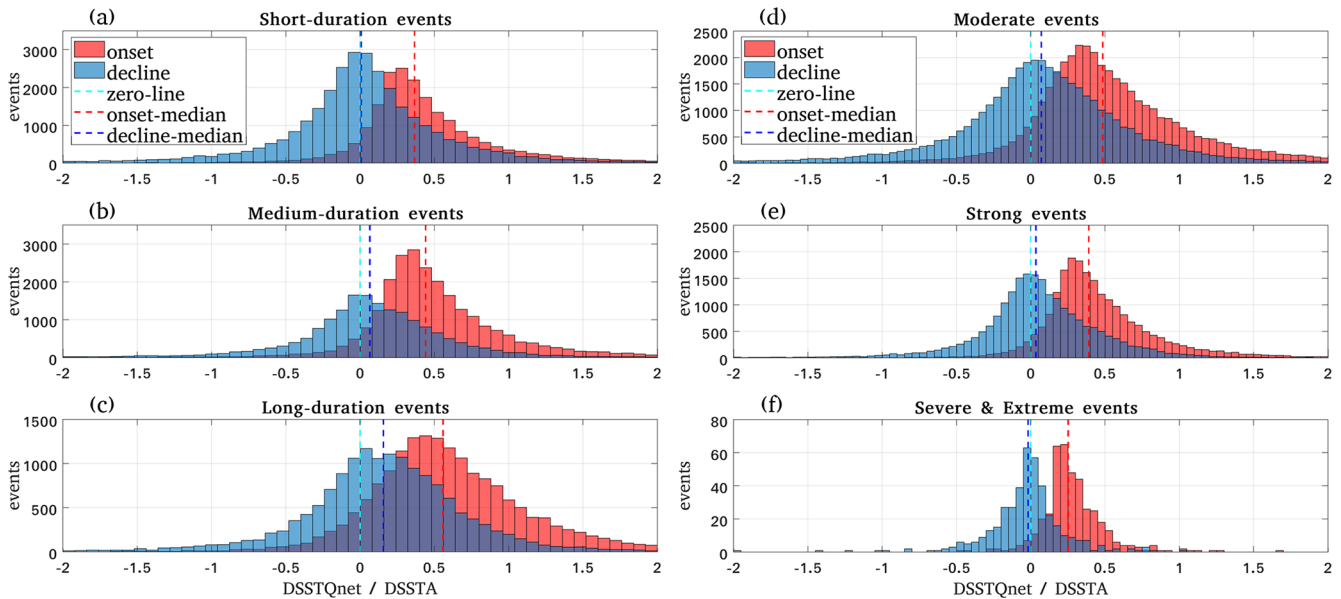 (a)
Short-duration events
3000
2000
1000
0
events
onset
decline
zero-line
onset-median
decline-median
-2 -1.5 -1 -0.5 0 0.5 1 1.5 2
(b)
Medium-duration events
3000
2000
1000
0
events
-2 -1.5 -1 -0.5 0 0.5 1 1.5 2
(c)
Long-duration events
1500
1000
500
0
events
-2 -1.5 -1 -0.5 0 0.5 1 1.5 2
DSSTQnet / DSSTA
(d)
Moderate events
2500
2000
1500
1000
500
0
events
onset
decline
zero-line
onset-median
decline-median
-2 -1.5 -1 -0.5 0 0.5 1 1.5 2
(e)
Strong events
2500
2000
1500
1000
500
0
events
-2 -1.5 -1 -0.5 0 0.5 1 1.5 2
(f)
Severe & Extreme events
80
60
40
20
0
events
-2 -1.5 -1 -0.5 0 0.5 1 1.5 2
DSSTQnet / DSSTA